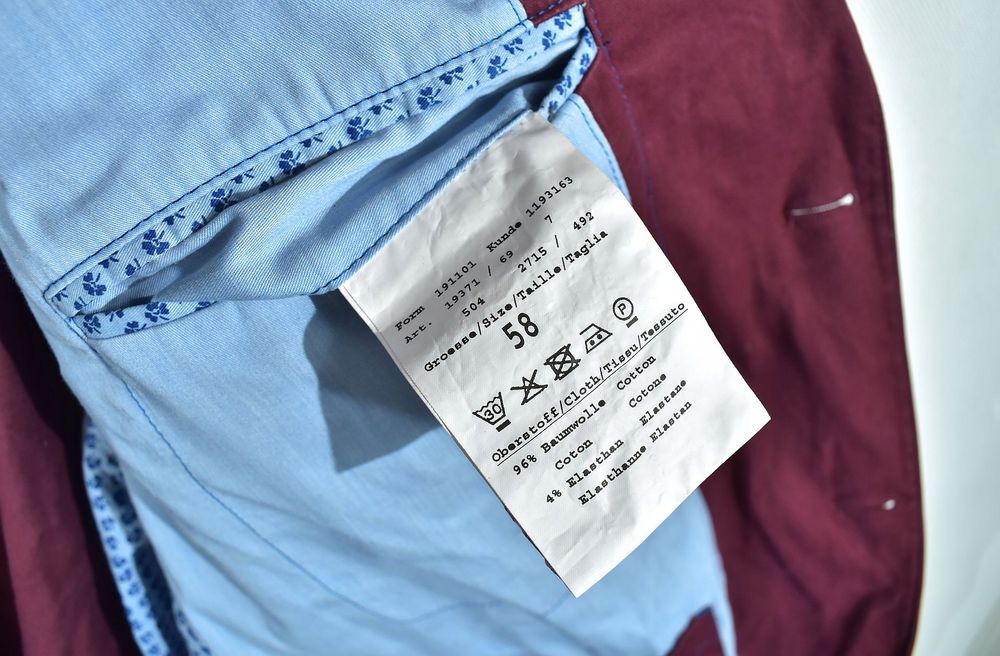 Form 191101 Kunde 1193163
Art. 19371 / 69 7
504 2715 / 492
Groesse/Size/Taille/Taglia
58
30 P
Oberstoff/Cloth/Tissu/Tessuto
96% Baumwolle Cotton
Coton Cotone
4% Elasthan Elastane
Elasthanne Elastan